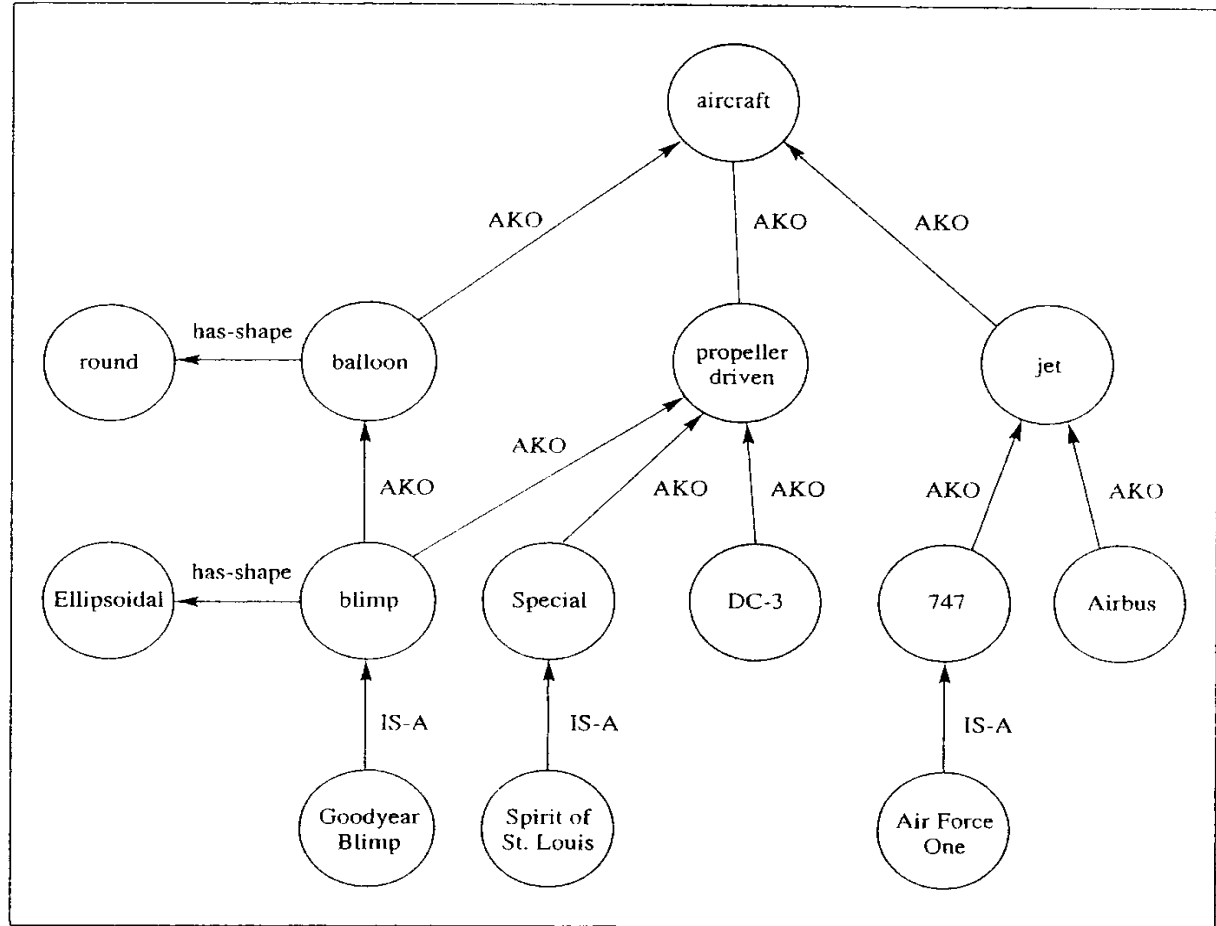 aircraft
AKO
AKO
AKO
round
has-shape
balloon
propeller
driven
jet
AKO
AKO
AKO
AKO
AKO
AKO
Ellipsoidal
has-shape
blimp
Special
DC-3
747
Airbus
IS-A
IS-A
IS-A
Goodyear
Blimp
Spirit of
St. Louis
Air Force
One